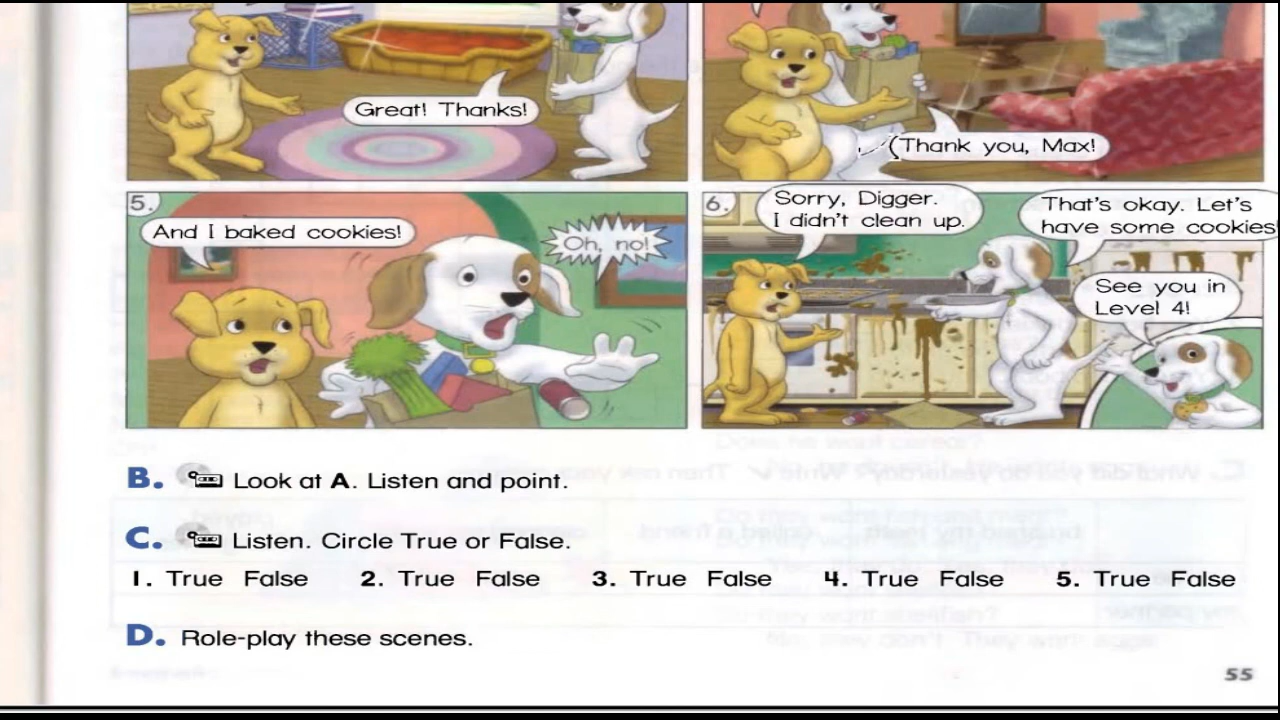 Great! Thanks!
Thank you, Max!
5.
And I baked cookies!
Oh, no!
6.
Sorry, Digger.
I didn't clean up.
That's okay. Let's
have some cookies!
See you in
Level 4!
B. Look at A. Listen and point.
C. Listen. Circle True or False.
1. True False 2. True False 3. True False 4. True False 5. True False
D. Role-play these scenes.
55